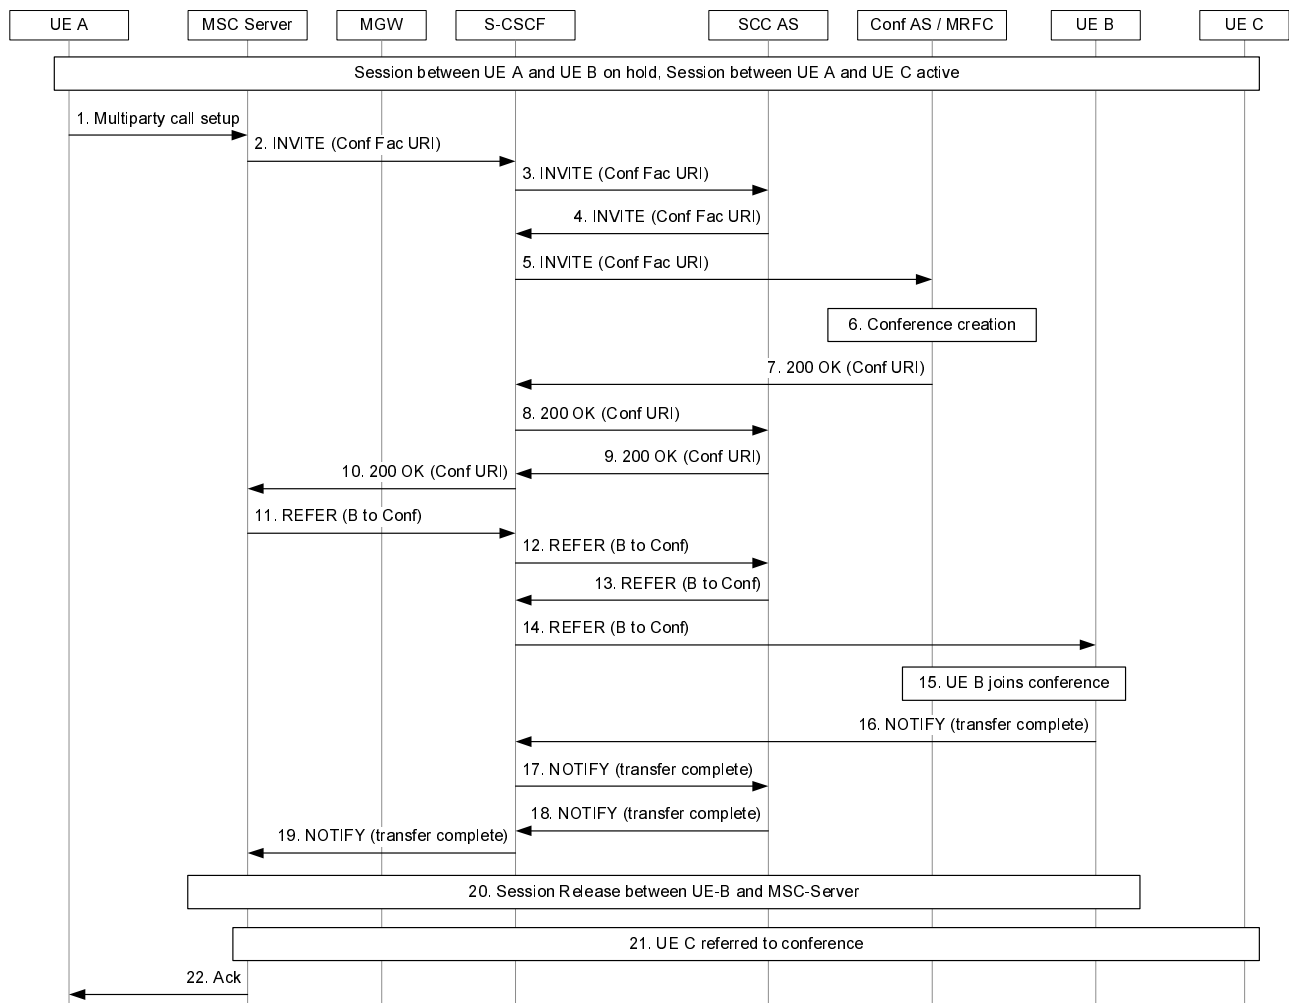 UE A
MSC Server
MGW
S-CSCF
SCC AS
Conf AS / MRFC
UE B
UE C
Session between UE A and UE B on hold, Session between UE A and UE C active
1. Multiparty call setup
2. INVITE (Conf Fac URI)
3. INVITE (Conf Fac URI)
4. INVITE (Conf Fac URI)
5. INVITE (Conf Fac URI)
6. Conference creation
7. 200 OK (Conf URI)
8. 200 OK (Conf URI)
9. 200 OK (Conf URI)
10. 200 OK (Conf URI)
11. REFER (B to Conf)
12. REFER (B to Conf)
13. REFER (B to Conf)
14. REFER (B to Conf)
15. UE B joins conference
16. NOTIFY (transfer complete)
17. NOTIFY (transfer complete)
18. NOTIFY (transfer complete)
19. NOTIFY (transfer complete)
20. Session Release between UE-B and MSC-Server
21. UE C referred to conference
22. Ack